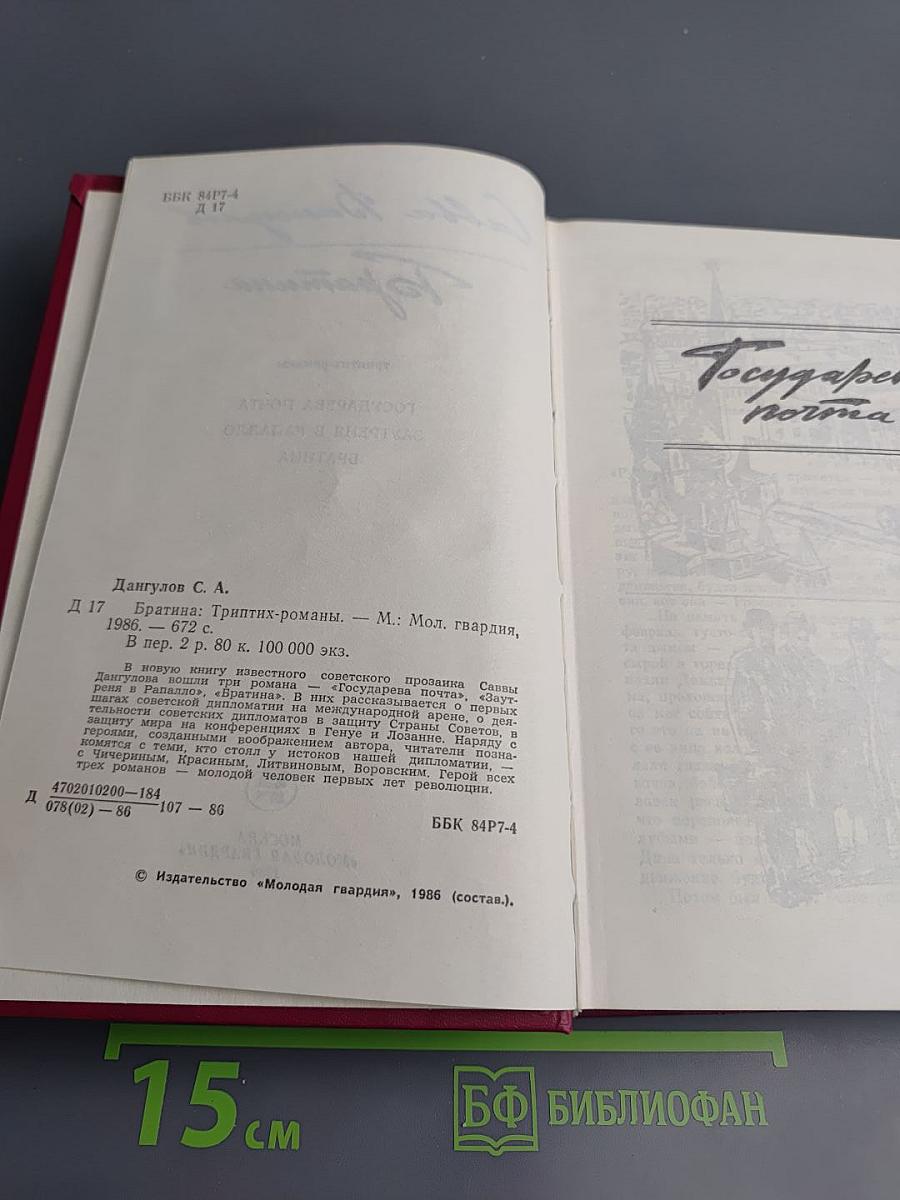 ББК 84Р7-4
Д 17
Дангулов С. А.
Д 17 Братина: Триптих-романы. — М.: Мол. гвардия,
1986. — 672 с.
В пер. 2 р. 80 к. 100 000 экз.
В новую книгу известного советского прозаика Саввы
Дангулова вошли три романа — «Государева почта», «Заут-
реня в Рапалло», «Братина». В них рассказывается о первых
шагах советской дипломатии на международной арене, о дея-
тельности советских дипломатов в защиту Страны Советов, в
защиту мира на конференциях в Генуе и Лозанне. Наряду с
героями, созданными воображением автора, читатели позна-
комятся с теми, кто стоял у истоков нашей дипломатии, —
с Чичериным, Красиным, Литвиновым, Воровским. Герой всех
трех романов — молодой человек первых лет революции.
Д 4702010200—184
078(02) — 86 107 — 86
ББК 84Р7-4
© Издательство «Молодая гвардия», 1986 (состав.).
Государев
почта
15 см
БФ БИБЛИОФАН